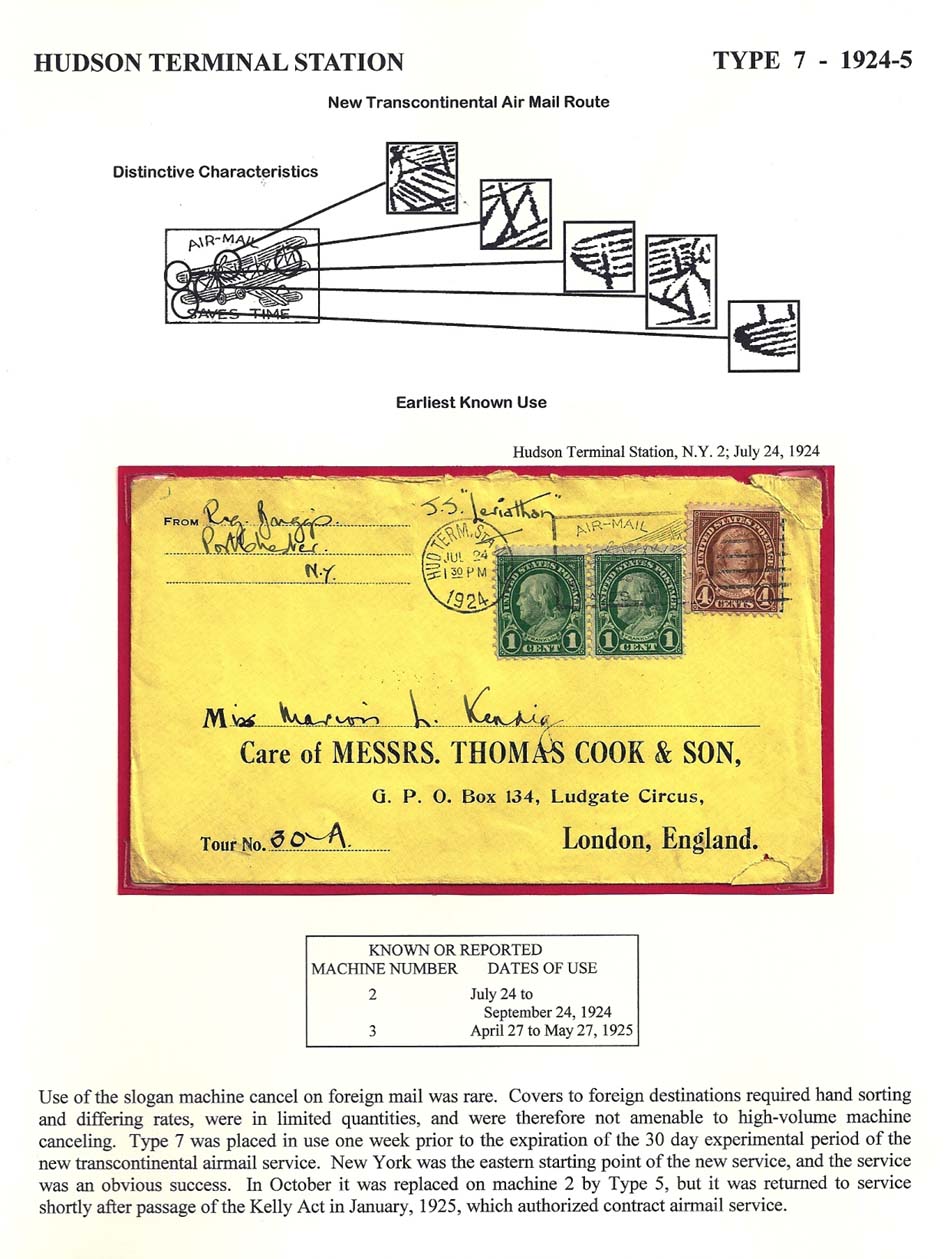 HUDSON TERMINAL STATION
TYPE 7 - 1924-5
New Transcontinental Air Mail Route
Distinctive Characteristics
AIR-MAIL
SAVES TIME
Earliest Known Use
Hudson Terminal Station, N.Y. 2; July 24, 1924
FROM
Portchester.
N.Y.
S.S. "Leviathan"
HUD TERM. STA
JUL 24
1 30 PM
1924
AIR-MAIL
UNITED STATES POSTAGE
FRANKLIN
1 CENT 1
UNITED STATES POSTAGE
FRANKLIN
1 CENT 1
UNITED STATES POSTAGE
4 CENTS 4
Miss Marion L. Kendig
Care of MESSRS. THOMAS COOK & SON,
G. P. O. Box 134, Ludgate Circus,
Tour No. 30-A.
London, England.
KNOWN OR REPORTED
MACHINE NUMBER DATES OF USE
2 July 24 to
September 24, 1924
3 April 27 to May 27, 1925
Use of the slogan machine cancel on foreign mail was rare. Covers to foreign destinations required hand sorting
and differing rates, were in limited quantities, and were therefore not amenable to high-volume machine
canceling. Type 7 was placed in use one week prior to the expiration of the 30 day experimental period of the
new transcontinental airmail service. New York was the eastern starting point of the new service, and the service
was an obvious success. In October it was replaced on machine 2 by Type 5, but it was returned to service
shortly after passage of the Kelly Act in January, 1925, which authorized contract airmail service.